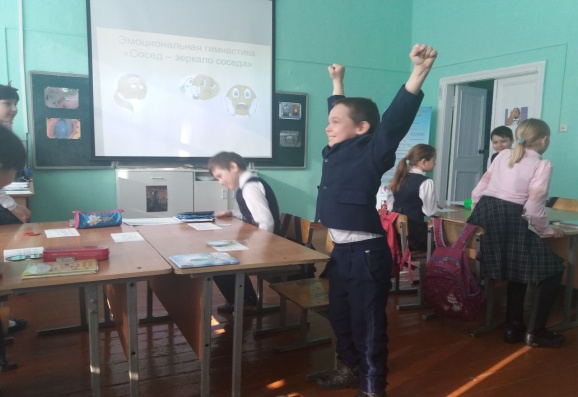 Эмоциональная гимнастика
«Сосед – зеркало соседа»